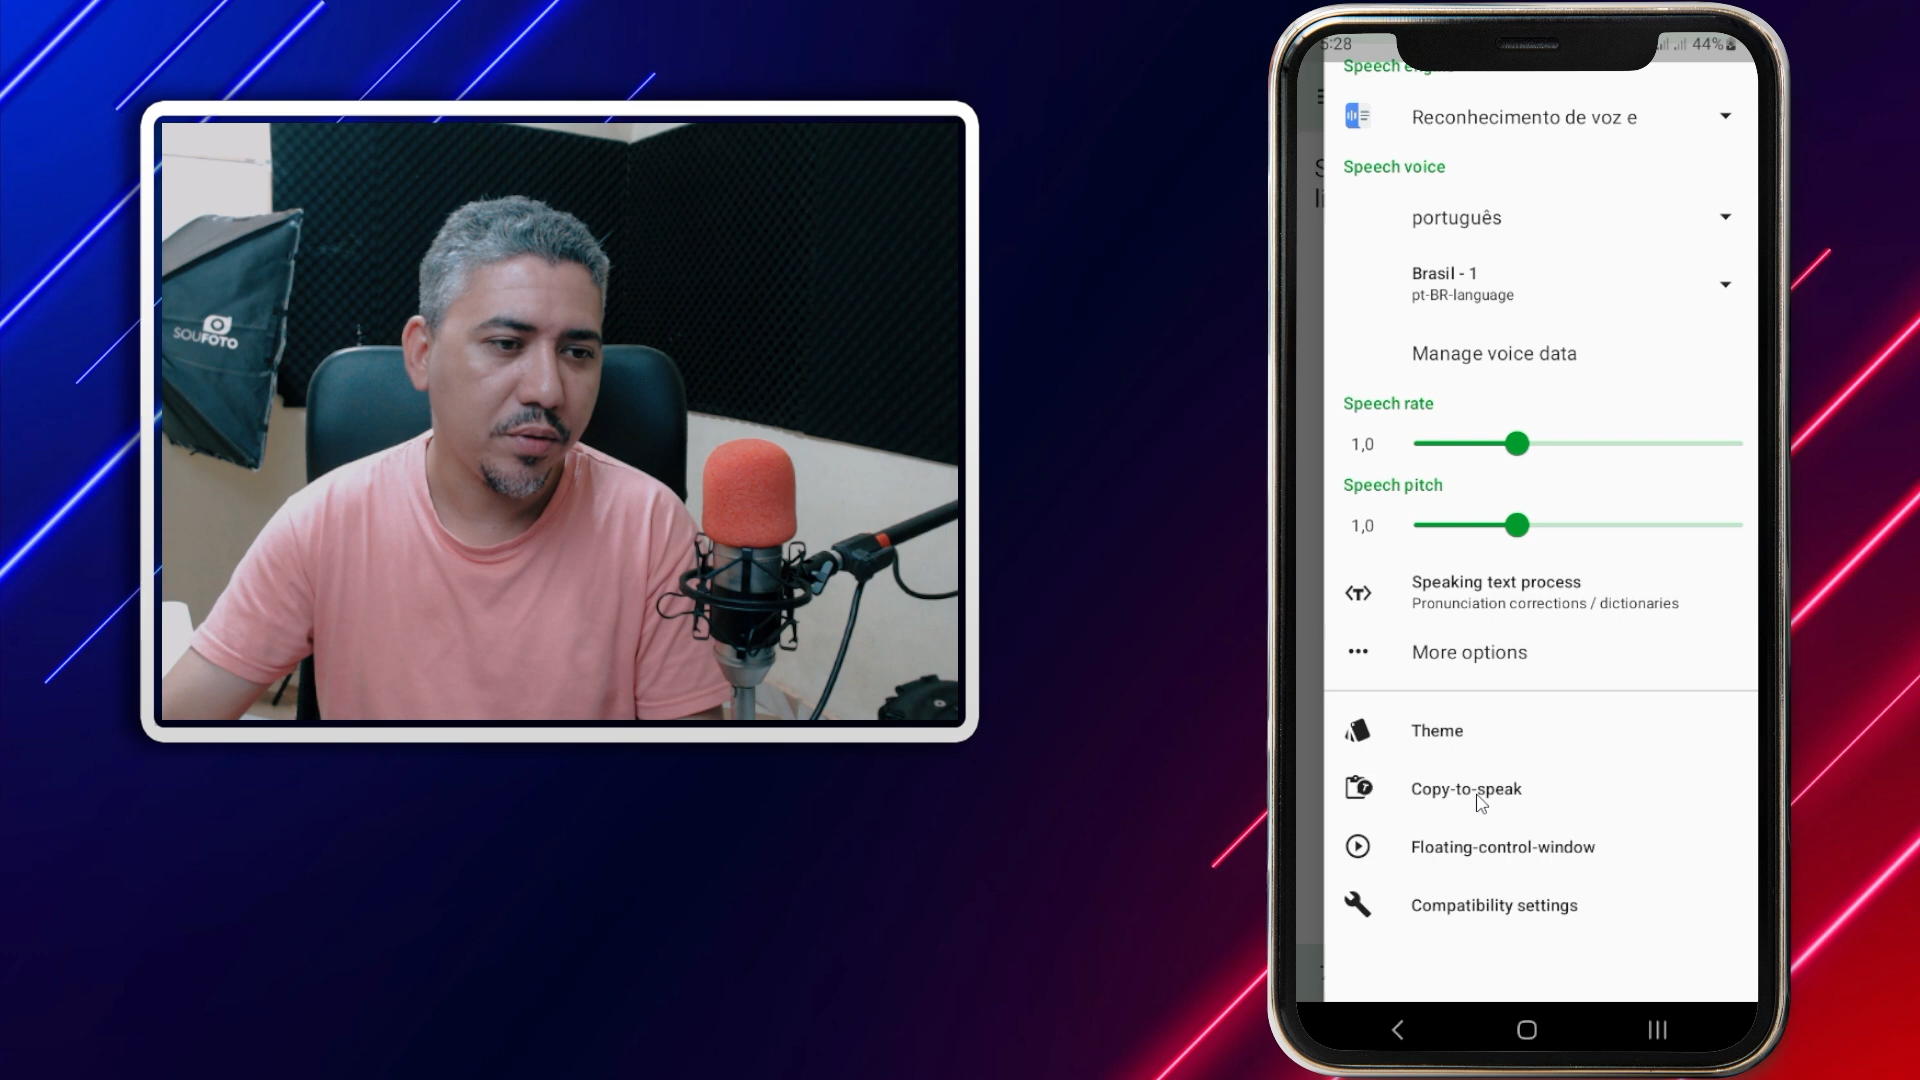 SOUFOTO
5:28
44%
Speech
Reconhecimento de voz e
Speech voice
português
Brasil - 1
pt-BR-language
Manage voice data
Speech rate
1,0
Speech pitch
1,0
Speaking text process
Pronunciation corrections / dictionaries
More options
Theme
Copy-to-speak
Floating-control-window
Compatibility settings